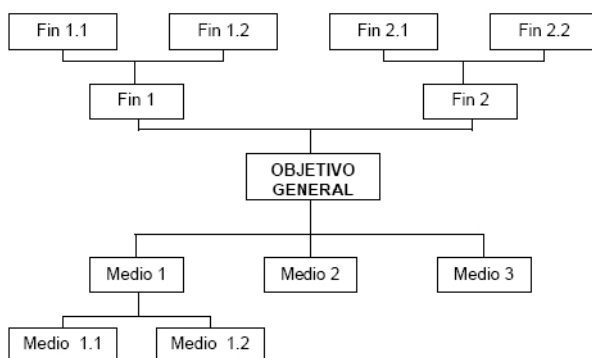 Fin 1.1
Fin 1.2
Fin 2.1
Fin 2.2
Fin 1
Fin 2
OBJETIVO
GENERAL
Medio 1
Medio 2
Medio 3
Medio 1.1
Medio 1.2